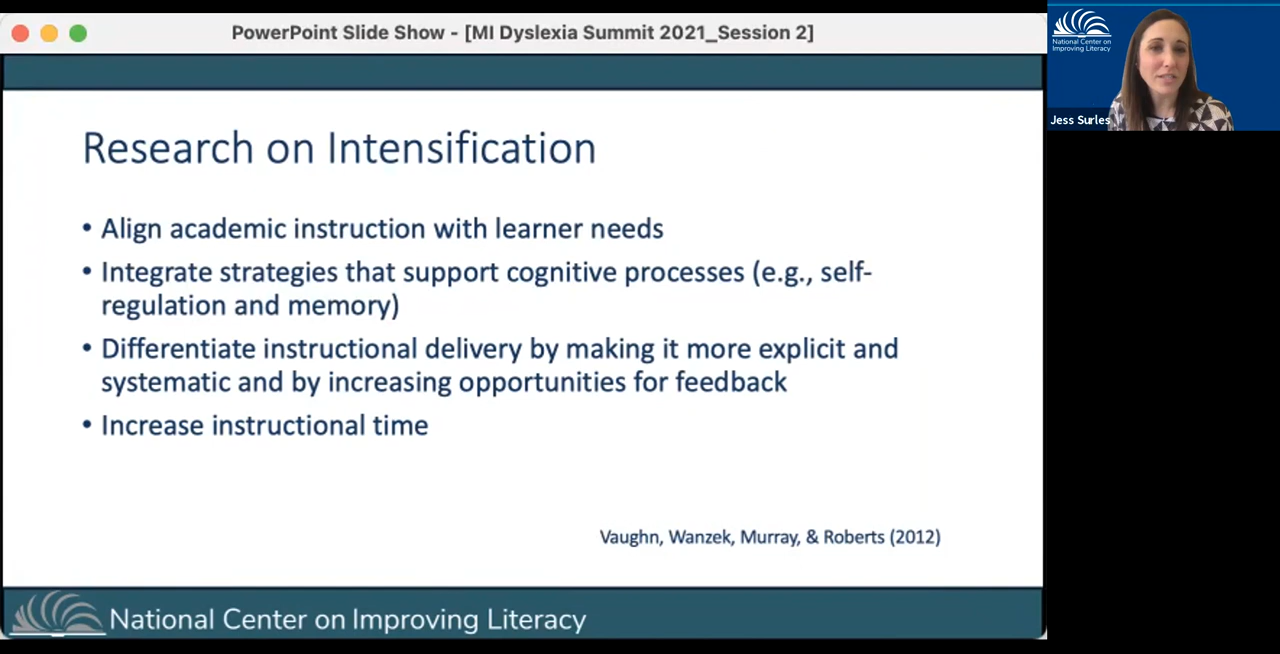 PowerPoint Slide Show - [MI Dyslexia Summit 2021_Session 2]
National Center on
Improving Literacy
Jess Surles
Research on Intensification
• Align academic instruction with learner needs
• Integrate strategies that support cognitive processes (e.g., self-
regulation and memory)
• Differentiate instructional delivery by making it more explicit and
systematic and by increasing opportunities for feedback
• Increase instructional time
Vaughn, Wanzek, Murray, & Roberts (2012)
National Center on Improving Literacy